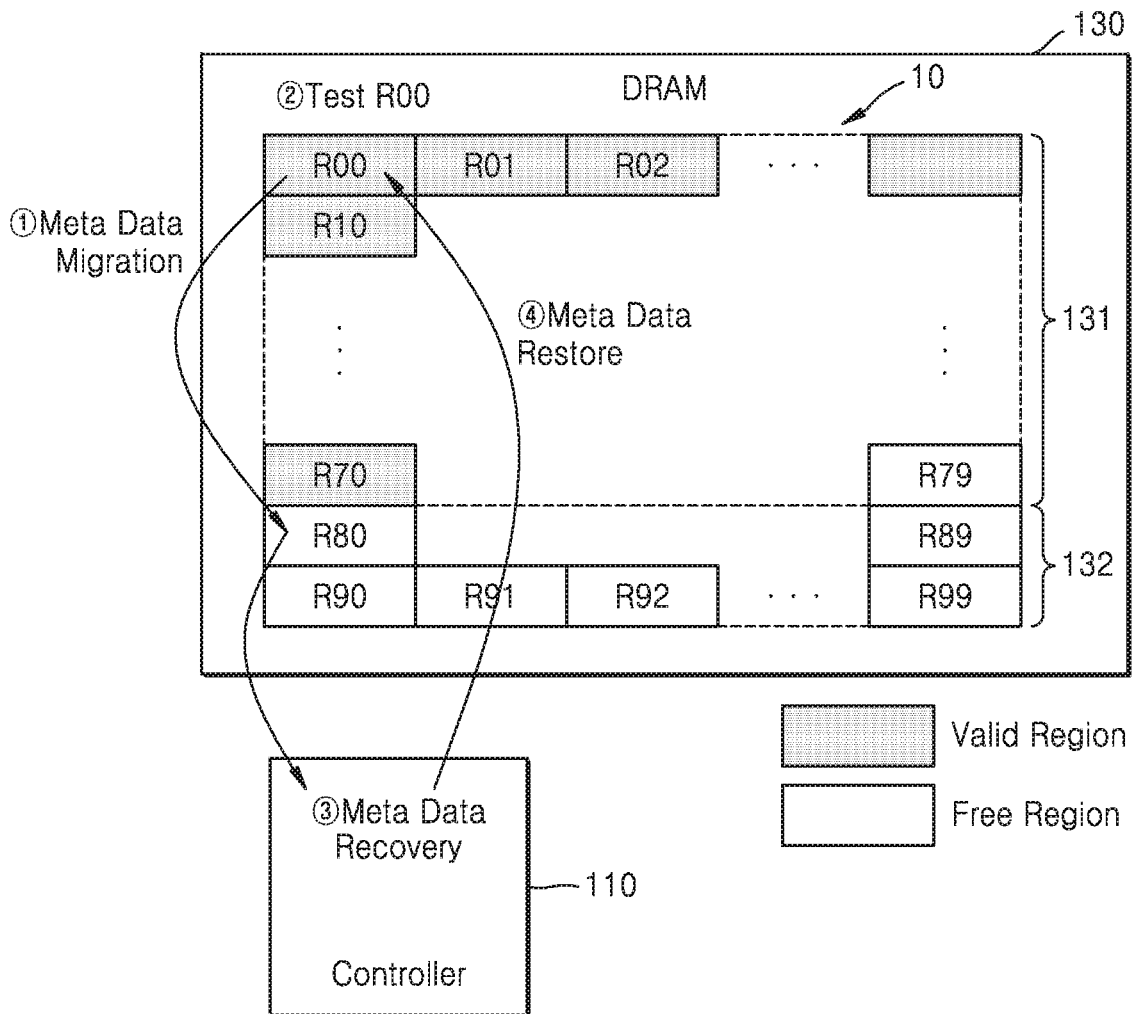 130
②Test R00
DRAM
10
R00 R01 R02 . . .
①Meta Data
Migration
R10
④Meta Data
Restore
131
R70 R79
R80 R89
132
R90 R91 R92 . . . R99
Valid Region
Free Region
③Meta Data
Recovery
110
Controller